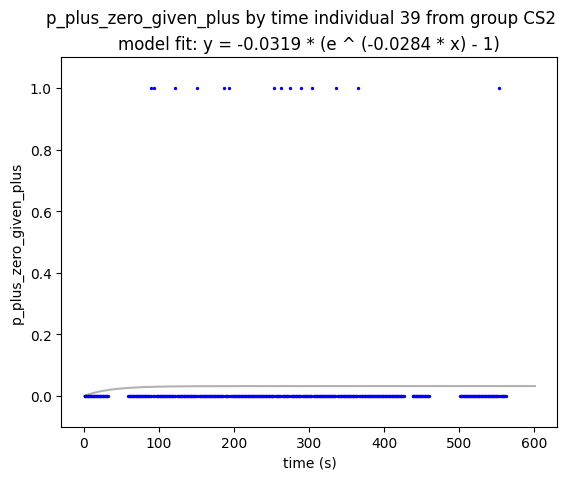 p_plus_zero_given_plus by time individual 39 from group CS2
model fit: y = -0.0319 * (e ^ (-0.0284 * x) - 1)
1.0
0.8
0.6
0.4
0.2
0.0
p_plus_zero_given_plus
0 100 200 300 400 500 600
time (s)